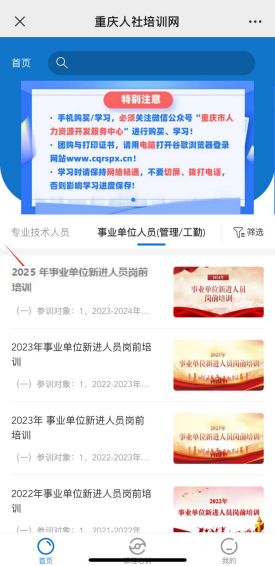 重庆人社培训网
首页
特别注意
· 手机购买/学习，必须关注微信公众号“重庆市人
力资源开发服务中心”进行购买、学习！
· 团购与打印证书，请用电脑打开谷歌浏览器登录
网站www.cqrspx.cn！
· 学习时请保持网络畅通，不要切屏、拨打电话，
否则影响学习进度保存！
专业技术人员 事业单位人员(管理/工勤) 筛选
2025 年事业单位新进人员岗前
培训
（一）参训对象：1、2023-2024年...
事业单位新进人员
岗前培训
2023年事业单位新进人员岗前培
训
（一）参训对象：1、2022-2023年...
2023年
事业单位新进人员岗前培训
2023年 事业单位新进人员岗前
培训
（一）参训对象：1、2022-2023年...
2023年
事业单位新进人员岗前培训
2022年事业单位新进人员岗前培
训
（一）参训对象：1、2021-2022年
2022年
事业单位新进人员岗前培训
首页 我的